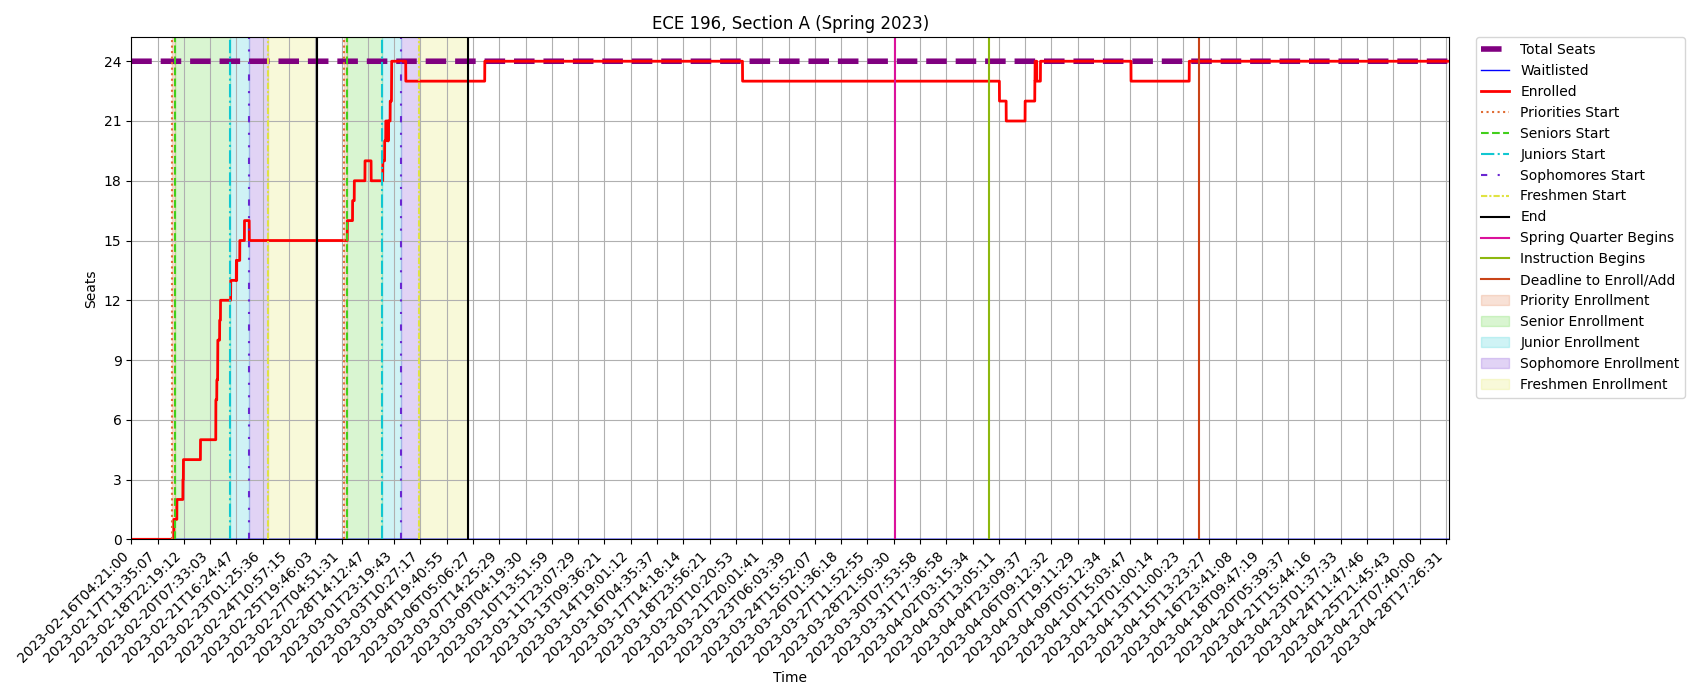 ECE 196, Section A (Spring 2023)
Seats
24
21
18
15
12
9
6
3
0
2023-02-16T04:21:00
2023-02-17T13:35:07
2023-02-18T22:19:12
2023-02-20T07:33:03
2023-02-21T16:24:47
2023-02-23T01:25:36
2023-02-24T10:57:15
2023-02-25T19:46:03
2023-02-27T04:51:31
2023-02-28T14:12:47
2023-03-01T23:19:43
2023-03-03T10:27:17
2023-03-04T19:40:55
2023-03-06T05:06:27
2023-03-07T14:25:29
2023-03-09T04:19:30
2023-03-10T13:51:59
2023-03-11T23:07:29
2023-03-13T09:36:21
2023-03-14T19:01:12
2023-03-16T04:35:37
2023-03-17T14:18:14
2023-03-18T23:56:21
2023-03-20T10:20:53
2023-03-21T20:01:41
2023-03-23T06:03:39
2023-03-24T15:52:07
2023-03-26T01:36:18
2023-03-27T11:52:55
2023-03-28T21:50:30
2023-03-30T07:53:58
2023-03-31T17:36:58
2023-04-02T03:15:34
2023-04-03T13:05:11
2023-04-04T23:09:37
2023-04-06T09:12:32
2023-04-07T19:11:29
2023-04-09T05:12:34
2023-04-10T15:03:47
2023-04-12T01:00:14
2023-04-13T11:00:23
2023-04-15T13:23:27
2023-04-16T23:41:08
2023-04-18T09:47:19
2023-04-20T05:39:37
2023-04-21T15:44:16
2023-04-23T01:37:33
2023-04-24T11:47:46
2023-04-25T21:45:43
2023-04-27T07:40:00
2023-04-28T17:26:31
Time
Total Seats
Waitlisted
Enrolled
Priorities Start
Seniors Start
Juniors Start
Sophomores Start
Freshmen Start
End
Spring Quarter Begins
Instruction Begins
Deadline to Enroll/Add
Priority Enrollment
Senior Enrollment
Junior Enrollment
Sophomore Enrollment
Freshmen Enrollment